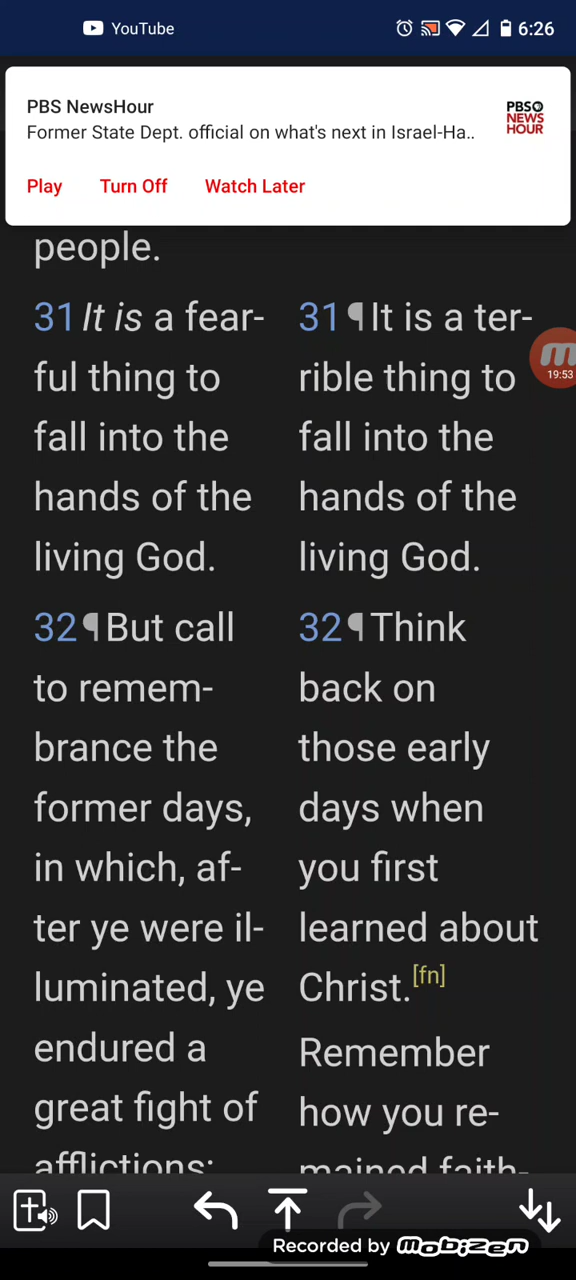 YouTube 6:26
PBS NewsHour
Former State Dept. official on what's next in Israel-Ha..
PBS
NEWS
HOUR
Play Turn Off Watch Later
people.
31 It is a fear-
ful thing to
fall into the
hands of the
living God.
32 ¶But call
to remem-
brance the
former days,
in which, af-
ter ye were il-
luminated, ye
endured a
great fight of
afflictions:
31 ¶It is a ter-
rible thing to
fall into the
hands of the
living God.
32 ¶Think
back on
those early
days when
you first
learned about
Christ.[fn]
Remember
how you re-
mained faith-
19:53
Recorded by mobizen